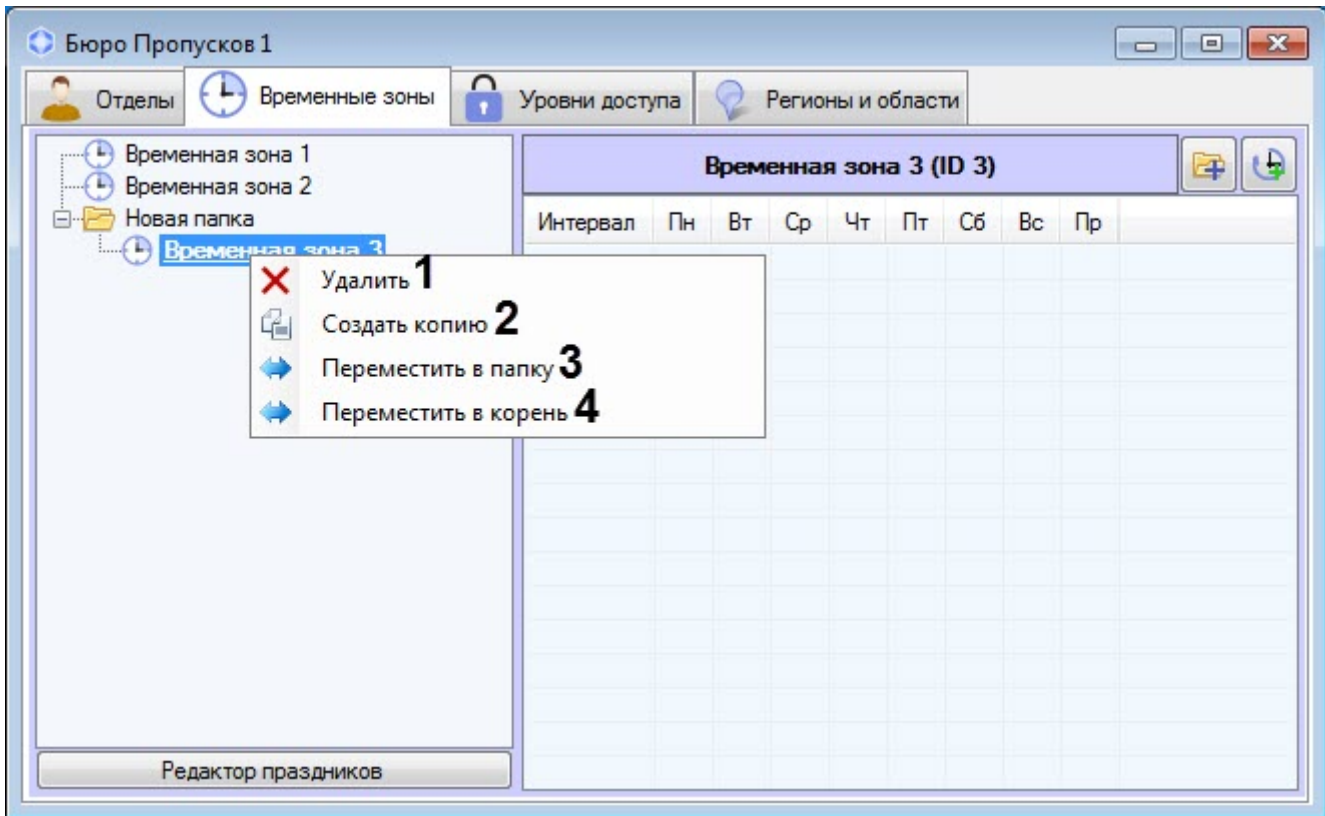 Бюро Пропусков 1
Отделы Временные зоны Уровни доступа Регионы и области
Временная зона 1
Временная зона 2
Новая папка
Временная зона 3
Временная зона 3 (ID 3)
Интервал Пн Вт Ср Чт Пт Сб Вс Пр
Удалить 1
Создать копию 2
Переместить в папку 3
Переместить в корень 4
Редактор праздников